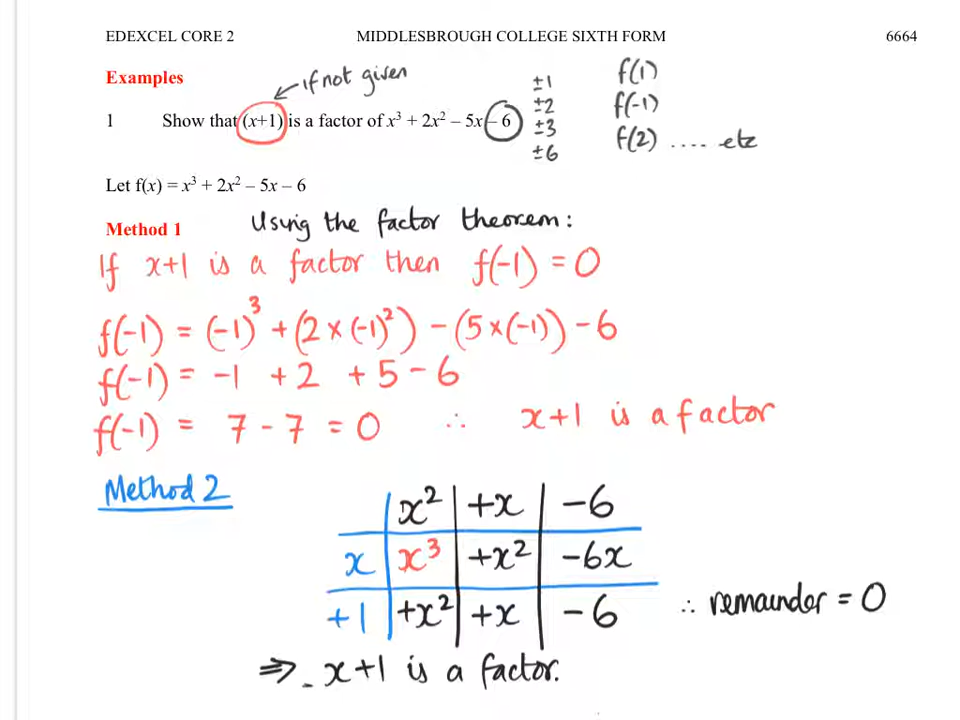 EDEXCEL CORE 2 MIDDLESBROUGH COLLEGE SIXTH FORM 6664
Examples
if not given
±1
±2
±3
±6
f(1)
f(-1)
f(2) .... etc
1 Show that (x+1) is a factor of x³ + 2x² – 5x – 6
Let f(x) = x³ + 2x² – 5x – 6
Method 1 Using the factor theorem:
If x+1 is a factor then f(-1) = 0
f(-1) = (-1)³ + (2 × (-1)²) - (5 × (-1)) - 6
f(-1) = -1 + 2 + 5 - 6
f(-1) = 7 - 7 = 0 ∴ x+1 is a factor
Method 2
x² | +x | -6
x | x³ | +x² | -6x
+1 | +x² | +x | -6 ∴ remainder = 0
⇒ x+1 is a factor.